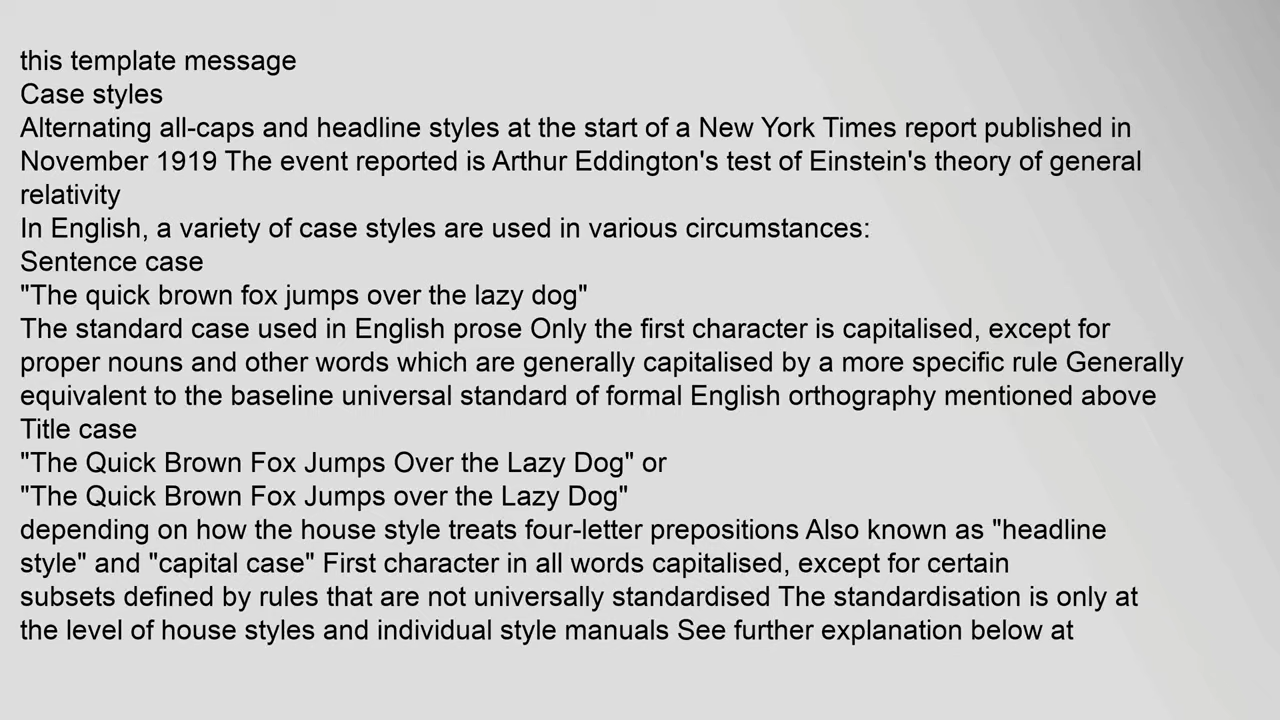 this template message
Case styles
Alternating all-caps and headline styles at the start of a New York Times report published in
November 1919 The event reported is Arthur Eddington's test of Einstein's theory of general
relativity
In English, a variety of case styles are used in various circumstances:
Sentence case
"The quick brown fox jumps over the lazy dog"
The standard case used in English prose Only the first character is capitalised, except for
proper nouns and other words which are generally capitalised by a more specific rule Generally
equivalent to the baseline universal standard of formal English orthography mentioned above
Title case
"The Quick Brown Fox Jumps Over the Lazy Dog" or
"The Quick Brown Fox Jumps over the Lazy Dog"
depending on how the house style treats four-letter prepositions Also known as "headline
style" and "capital case" First character in all words capitalised, except for certain
subsets defined by rules that are not universally standardised The standardisation is only at
the level of house styles and individual style manuals See further explanation below at